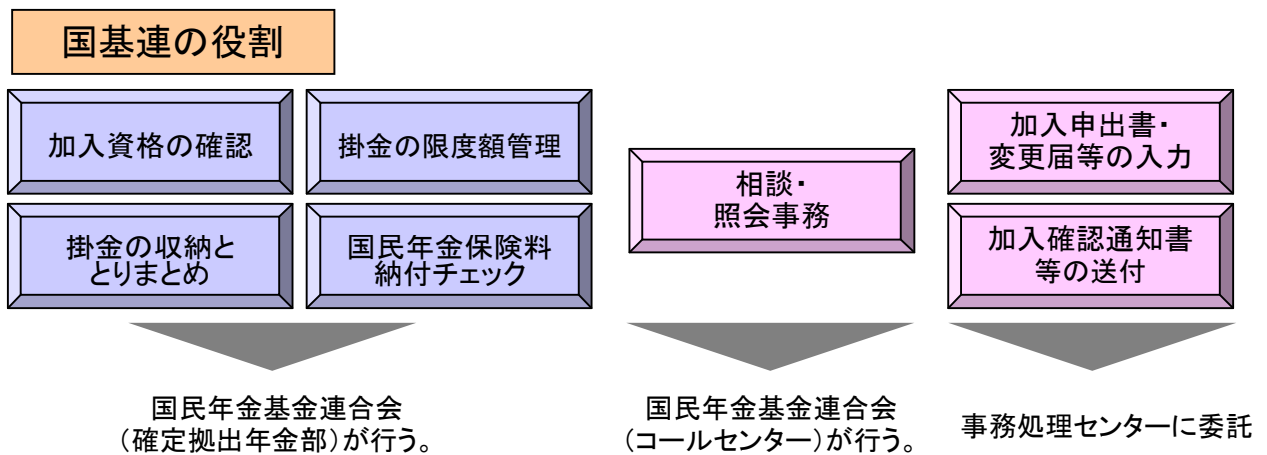 国基連の役割
加入資格の確認
掛金の限度額管理
掛金の収納と
とりまとめ
国民年金保険料
納付チェック
相談・
照会事務
加入申出書・
変更届等の入力
加入確認通知書
等の送付
国民年金基金連合会
（確定拠出年金部）が行う。
国民年金基金連合会
（コールセンター）が行う。
事務処理センターに委託